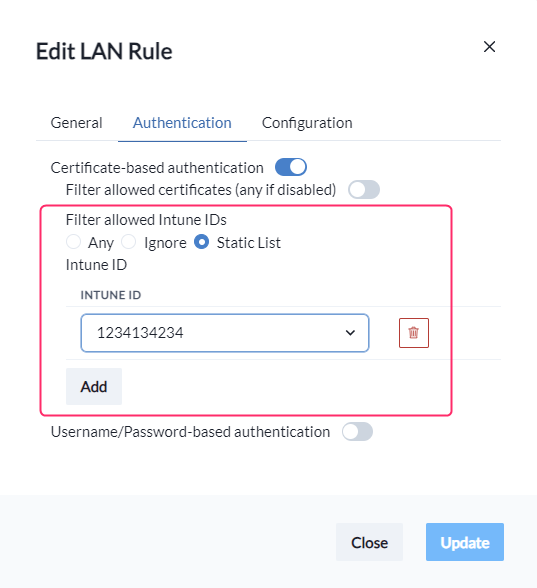 Edit LAN Rule
General Authentication Configuration
Certificate-based authentication
Filter allowed certificates (any if disabled)
Filter allowed Intune IDs
Any Ignore Static List
Intune ID
INTUNE ID
1234134234
Add
Username/Password-based authentication
Close Update